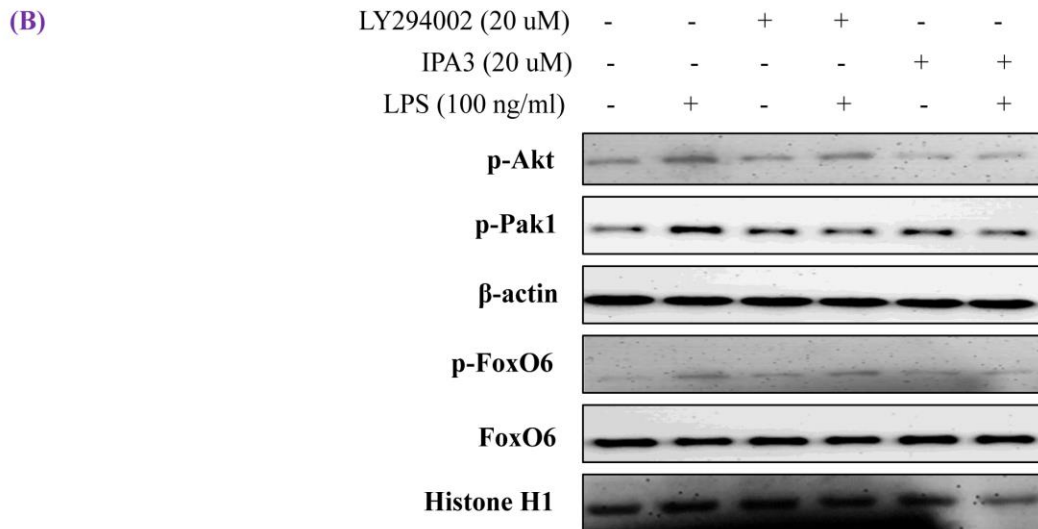 (B) LY294002 (20 uM) - - + + - -
IPA3 (20 uM) - - - - + +
LPS (100 ng/ml) - + - + - +
p-Akt
p-Pak1
β-actin
p-FoxO6
FoxO6
Histone H1